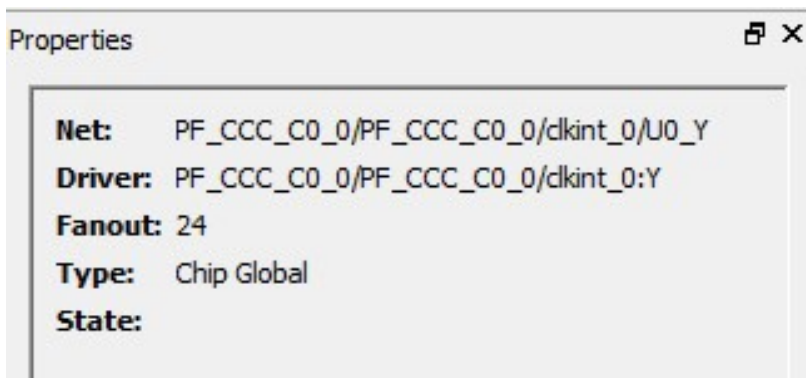 Properties
Net: PF_CCC_C0_0/PF_CCC_C0_0/clkint_0/U0_Y
Driver: PF_CCC_C0_0/PF_CCC_C0_0/clkint_0:Y
Fanout: 24
Type: Chip Global
State: